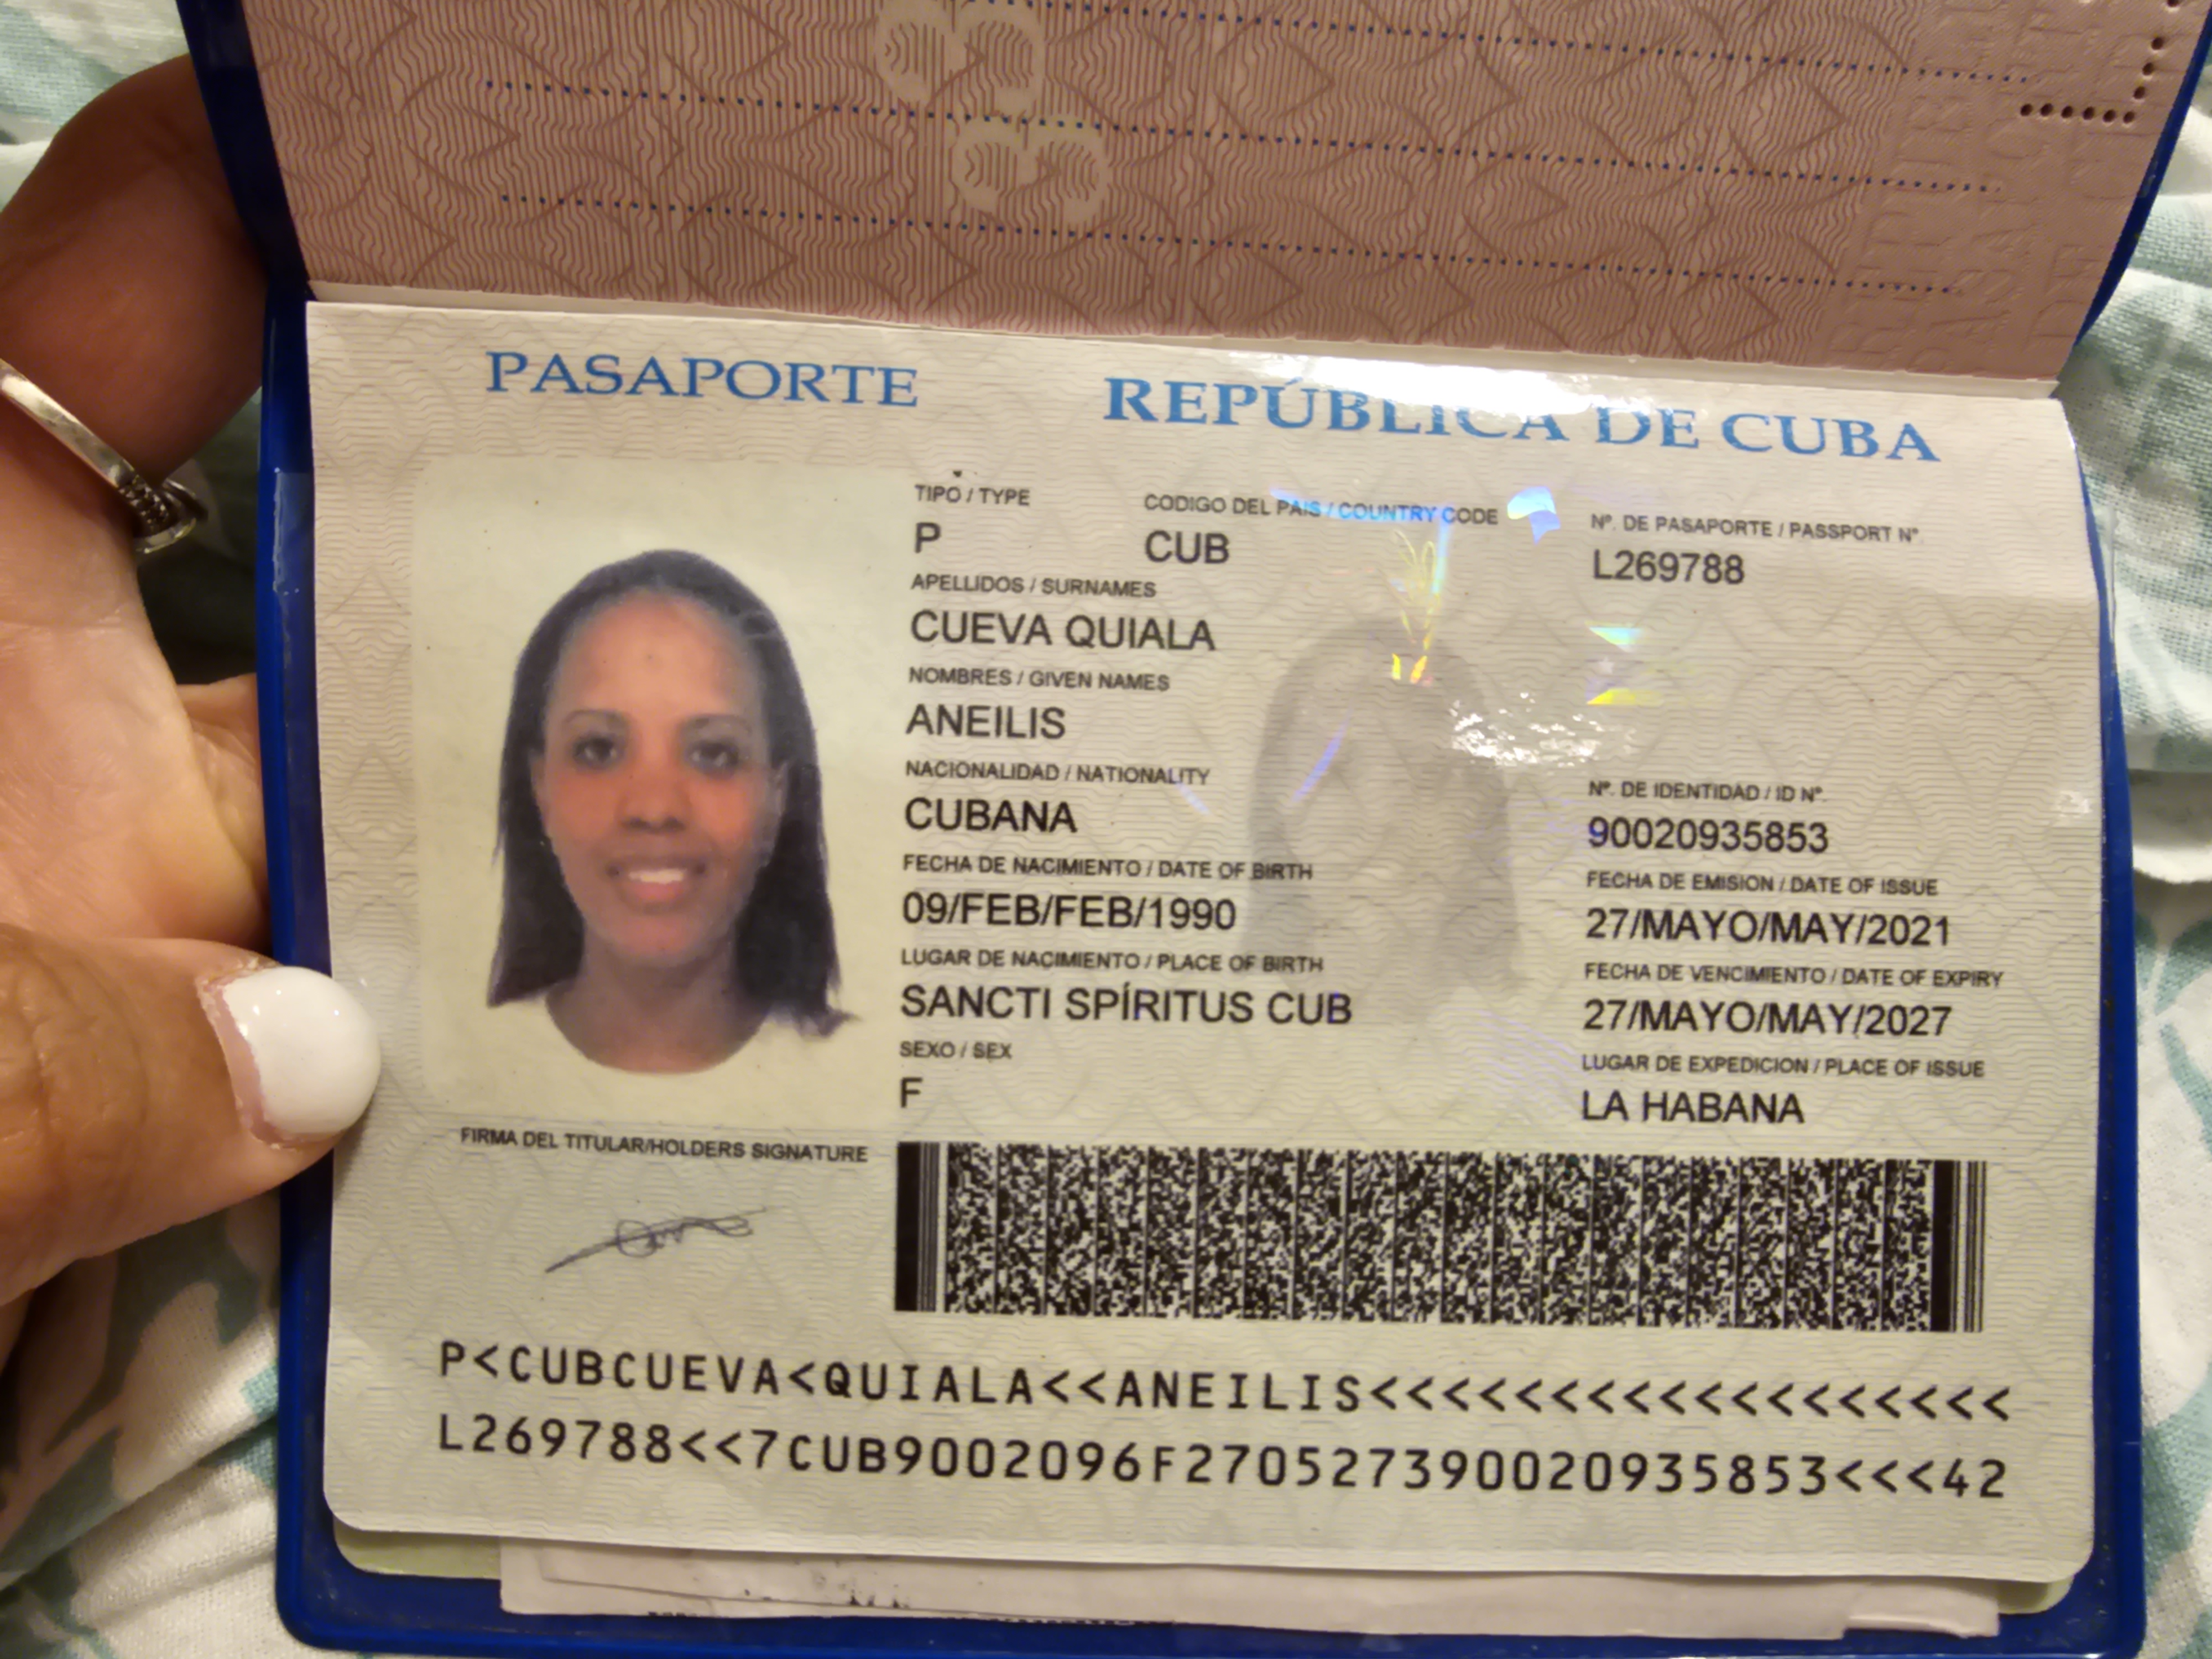 PASAPORTE REPÚBLICA DE CUBA
TIPO / TYPE CODIGO DEL PAIS / COUNTRY CODE Nº. DE PASAPORTE / PASSPORT Nº.
P CUB L269788
APELLIDOS / SURNAMES
CUEVA QUIALA
NOMBRES / GIVEN NAMES
ANEILIS
NACIONALIDAD / NATIONALITY Nº. DE IDENTIDAD / ID Nº.
CUBANA 90020935853
FECHA DE NACIMIENTO / DATE OF BIRTH FECHA DE EMISION / DATE OF ISSUE
09/FEB/FEB/1990 27/MAYO/MAY/2021
LUGAR DE NACIMIENTO / PLACE OF BIRTH FECHA DE VENCIMIENTO / DATE OF EXPIRY
SANCTI SPÍRITUS CUB 27/MAYO/MAY/2027
SEXO / SEX LUGAR DE EXPEDICION / PLACE OF ISSUE
F LA HABANA
FIRMA DEL TITULAR/HOLDERS SIGNATURE
P<CUBCUEVA<QUIALA<<ANEILIS<<<<<<<<<<<<<<<<<<
L269788<<7CUB9002096F270527390020935853<<<42